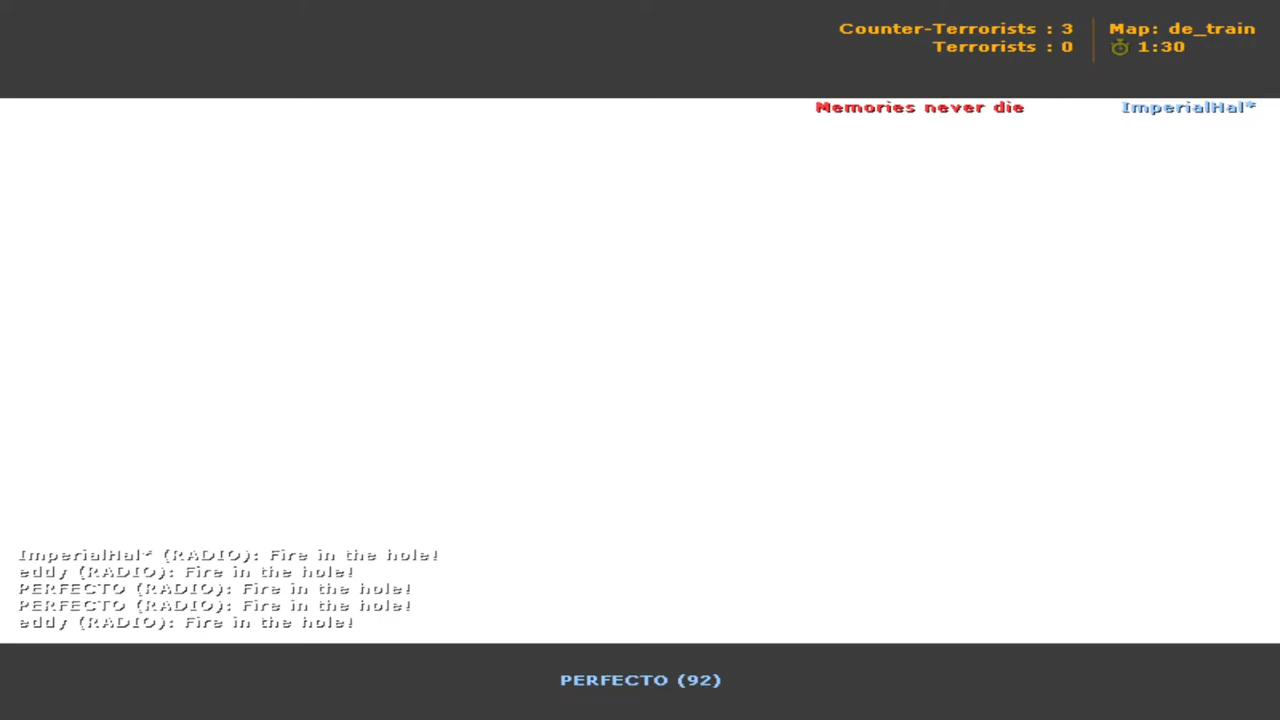 Counter-Terrorists : 3
Map: de_train
Terrorists : 0
1:30
Memories never die
ImperialHal*
ImperialHal* (RADIO): Fire in the hole!
eddy (RADIO): Fire in the hole!
PERFECTO (RADIO): Fire in the hole!
PERFECTO (RADIO): Fire in the hole!
eddy (RADIO): Fire in the hole!
PERFECTO (92)